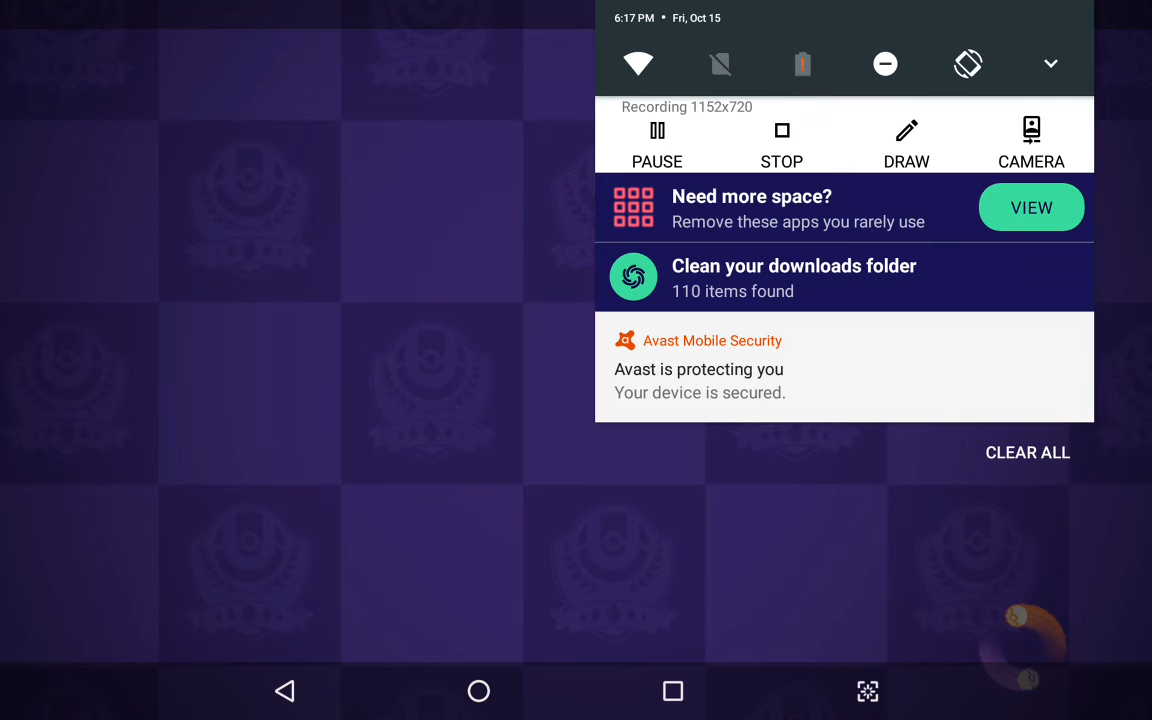 6:17 PM • Fri, Oct 15
Recording 1152x720
PAUSE STOP DRAW CAMERA
Need more space?
Remove these apps you rarely use
VIEW
Clean your downloads folder
110 items found
Avast Mobile Security
Avast is protecting you
Your device is secured.
CLEAR ALL